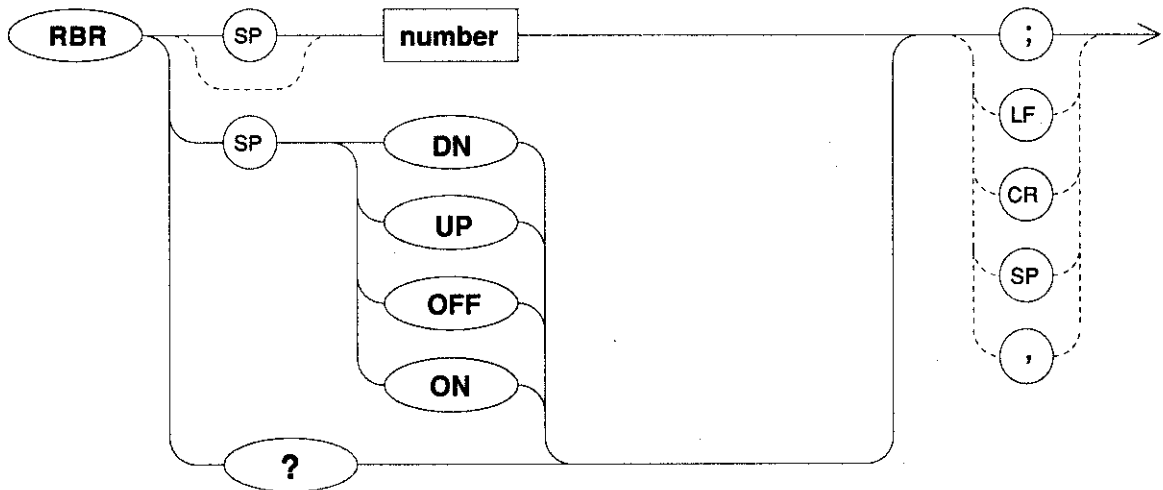 RBR SP number ;
LF
SP DN
UP CR
OFF SP
ON ,
?